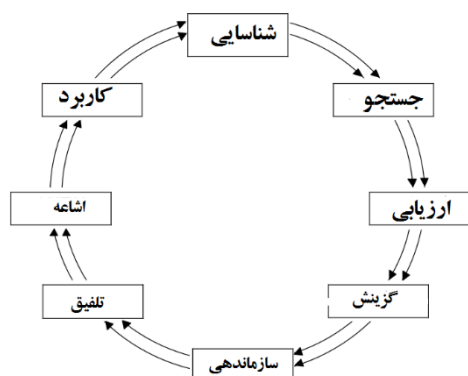 شناسایی
جستجو
ارزیابی
گزینش
سازماندهی
تلفیق
اشاعه
کاربرد